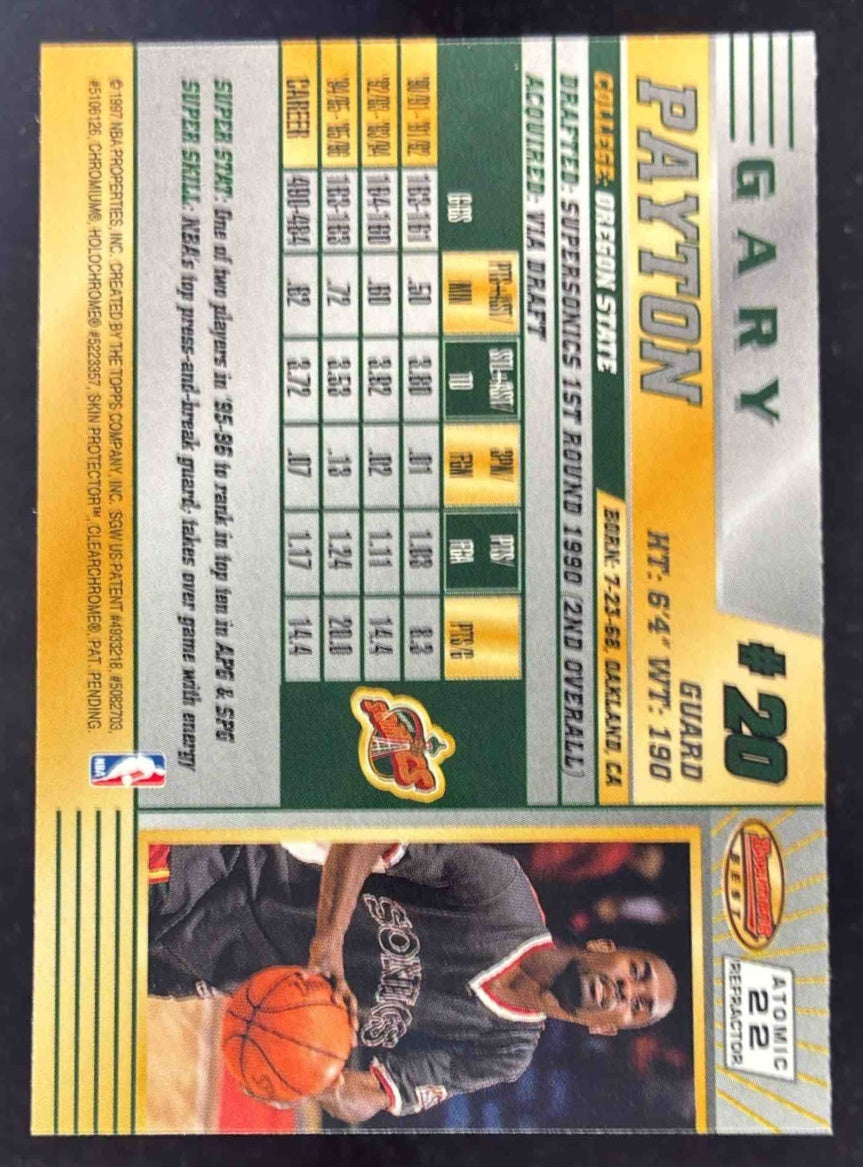 GARY
#20
PAYTON
GUARD
HT: 6'4" WT: 190
COLLEGE: OREGON STATE
BORN: 7-23-68, OAKLAND, CA
DRAFTED: SUPERSONICS 1ST ROUND 1990 (2ND OVERALL)
ACQUIRED: VIA DRAFT
PTS+AST/ STL+AST/ 3PM/ PTS/ PTS/G
MIN TO FGM FGA
'90/91 - '91/92 163-161 .50 2.80 .01 1.03 8.3
'92/93 - '93/94 164-160 .60 3.02 .02 1.11 14.4
'94/95 - '95/96 163-163 .72 3.53 .13 1.24 20.0
CAREER 490-484 .62 3.72 .07 1.17 14.4
SUPER STAT: One of two players in '95-96 to rank in top ten in APG & SPG
SUPER SKILL: NBA's top press-and-break guard; takes over game with energy
© 1997 NBA PROPERTIES, INC. CREATED BY THE TOPPS COMPANY, INC. SGW US PATENT #4933218, #5082703,
#5106126, CHROMIUM®, HOLOCHROME® #5223357, SKIN PROTECTOR™, CLEARCHROME®, PAT. PENDING.
NBA
BOWMAN'S
BEST
ATOMIC
22
REFRACTOR
SONICS
SONICS